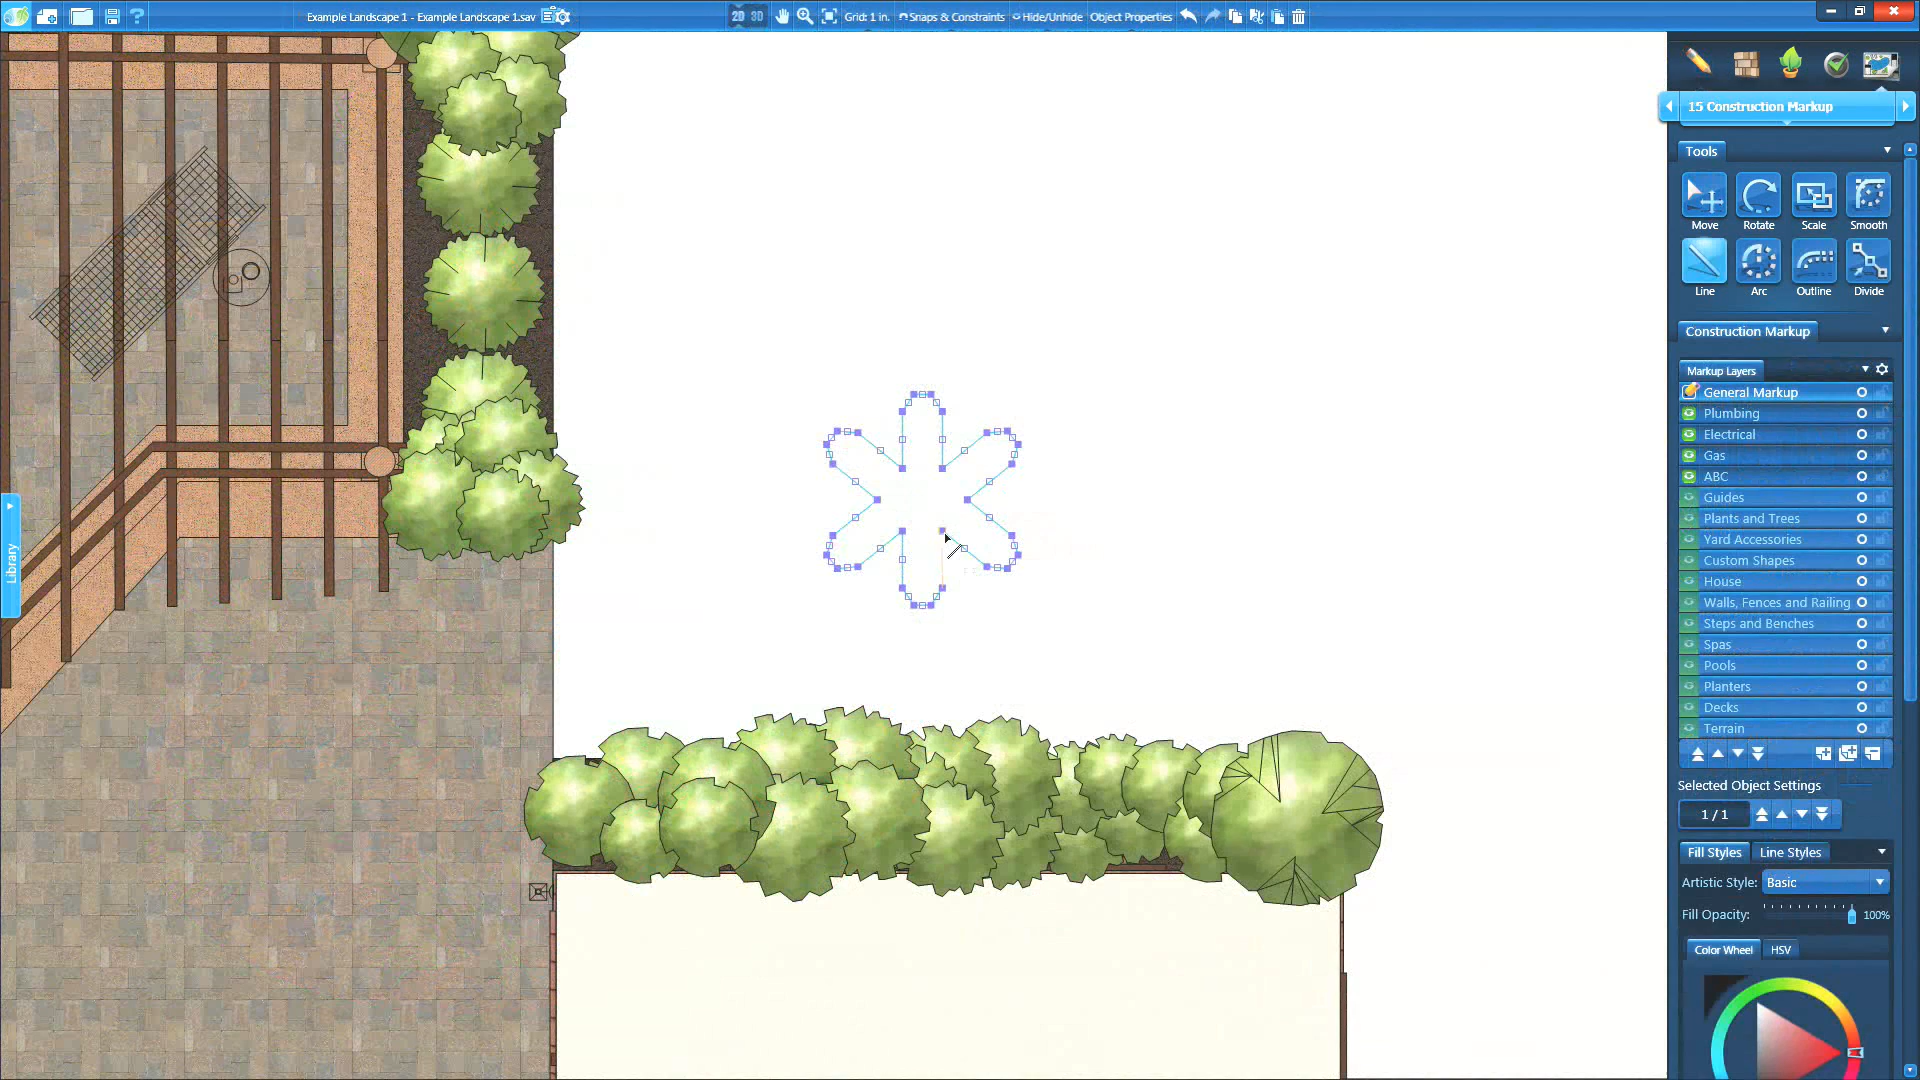 Example Landscape 1 - Example Landscape 1.sav
2D 3D
Grid: 1 in.
Snaps & Constraints
Hide/Unhide
Object Properties
15 Construction Markup
Tools
Move Rotate Scale Smooth
Line Arc Outline Divide
Construction Markup
Markup Layers
General Markup
Plumbing
Electrical
Gas
ABC
Guides
Plants and Trees
Yard Accessories
Custom Shapes
House
Walls, Fences and Railing
Steps and Benches
Spas
Pools
Planters
Decks
Terrain
Selected Object Settings
1 / 1
Fill Styles Line Styles
Artistic Style: Basic
Fill Opacity: 100%
Color Wheel HSV
Library